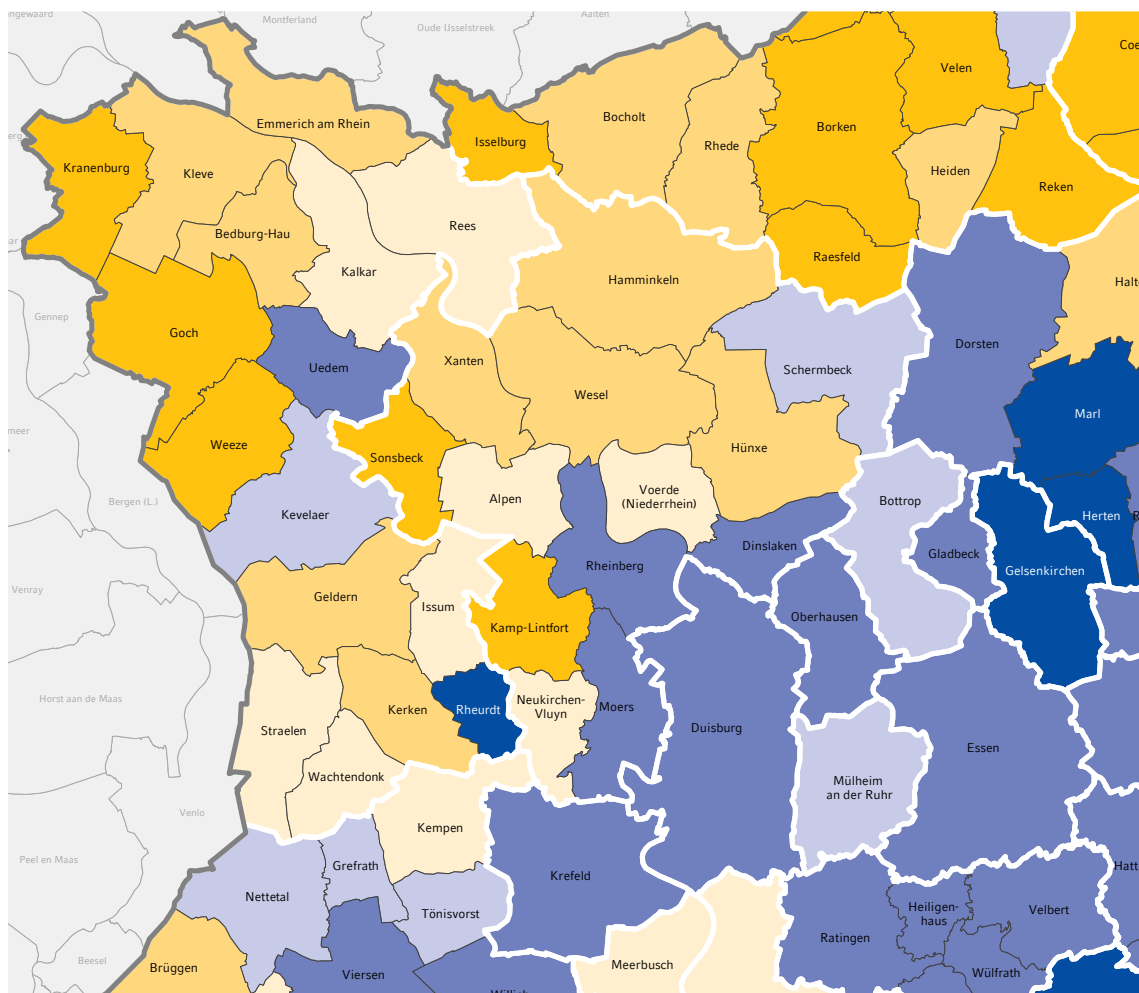 Montferland
Oude IJsselstreek
Aalten
Coe
Velen
Emmerich am Rhein
Bocholt
Borken
Isselburg
Rhede
Kranenburg
Kleve
Heiden
Reken
Rees
Bedburg-Hau
Raesfeld
Kalkar
Hamminkeln
Halt
Gennep
Goch
Dorsten
Xanten
Uedem
Schermbeck
Wesel
Marl
meer
Weeze
Sonsbeck
Hünxe
Voerde
(Niederrhein)
Alpen
Bergen (L.)
Bottrop
Kevelaer
Herten
R
Dinslaken
Gladbeck
Rheinberg
Gelsenkirchen
Venray
Geldern
Issum
Oberhausen
Kamp-Lintfort
Horst aan de Maas
Neukirchen-
Vluyn
Kerken
Rheurdt
Moers
Straelen
Duisburg
Essen
Wachtendonk
Mülheim
an der Ruhr
Venlo
Kempen
Peel en Maas
Grefrath
Hatt
Krefeld
Nettetal
Tönisvorst
Heiligen-
haus
Velbert
Ratingen
Beesel
Brüggen
Meerbusch
Viersen
Wülfrath